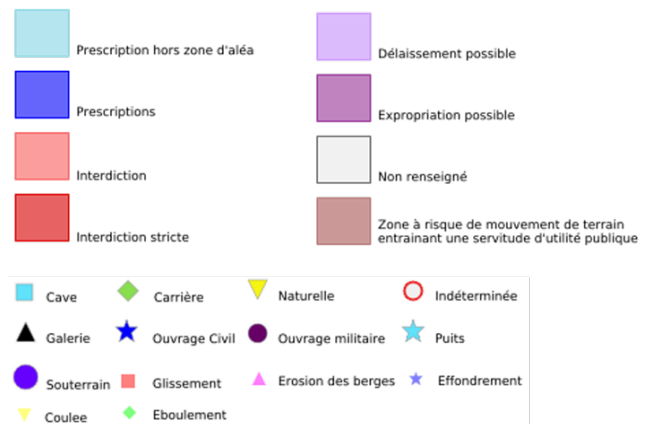 Prescription hors zone d'aléa
Délaissement possible
Prescriptions
Expropriation possible
Interdiction
Non renseigné
Interdiction stricte
Zone à risque de mouvement de terrain
entrainant une servitude d'utilité publique
Cave
Carrière
Naturelle
Indéterminée
Galerie
Ouvrage Civil
Ouvrage militaire
Puits
Souterrain
Glissement
Erosion des berges
Effondrement
Coulee
Eboulement